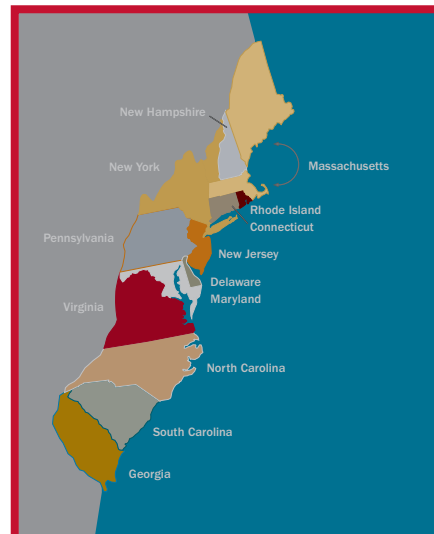 New Hampshire
New York
Massachusetts
Rhode Island
Connecticut
Pennsylvania
New Jersey
Delaware
Maryland
Virginia
North Carolina
South Carolina
Georgia